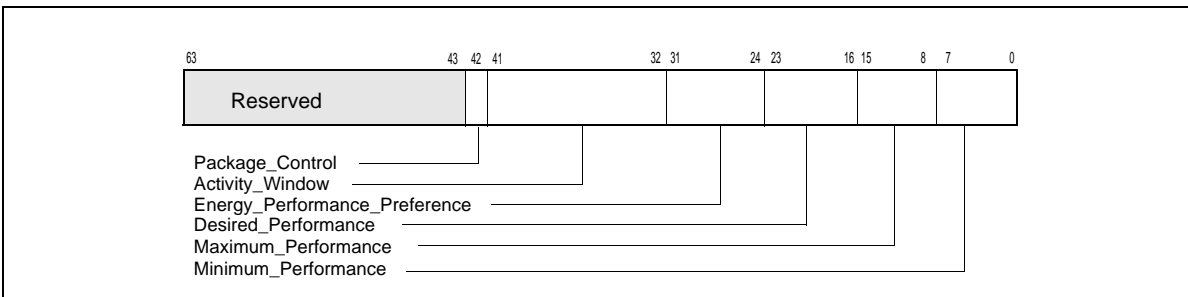 63 43 42 41 32 31 24 23 16 15 8 7 0
Reserved
Package_Control
Activity_Window
Energy_Performance_Preference
Desired_Performance
Maximum_Performance
Minimum_Performance